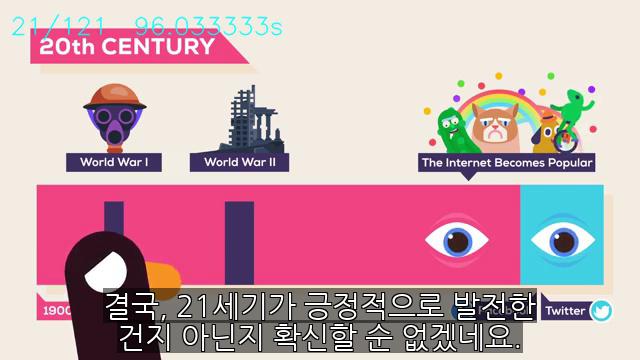 21/121 96.033333s
20th CENTURY
World War I
World War II
The Internet Becomes Popular
1900
Twitter
결국, 21세기가 긍정적으로 발전한
건지 아닌지 확신할 순 없겠네요.